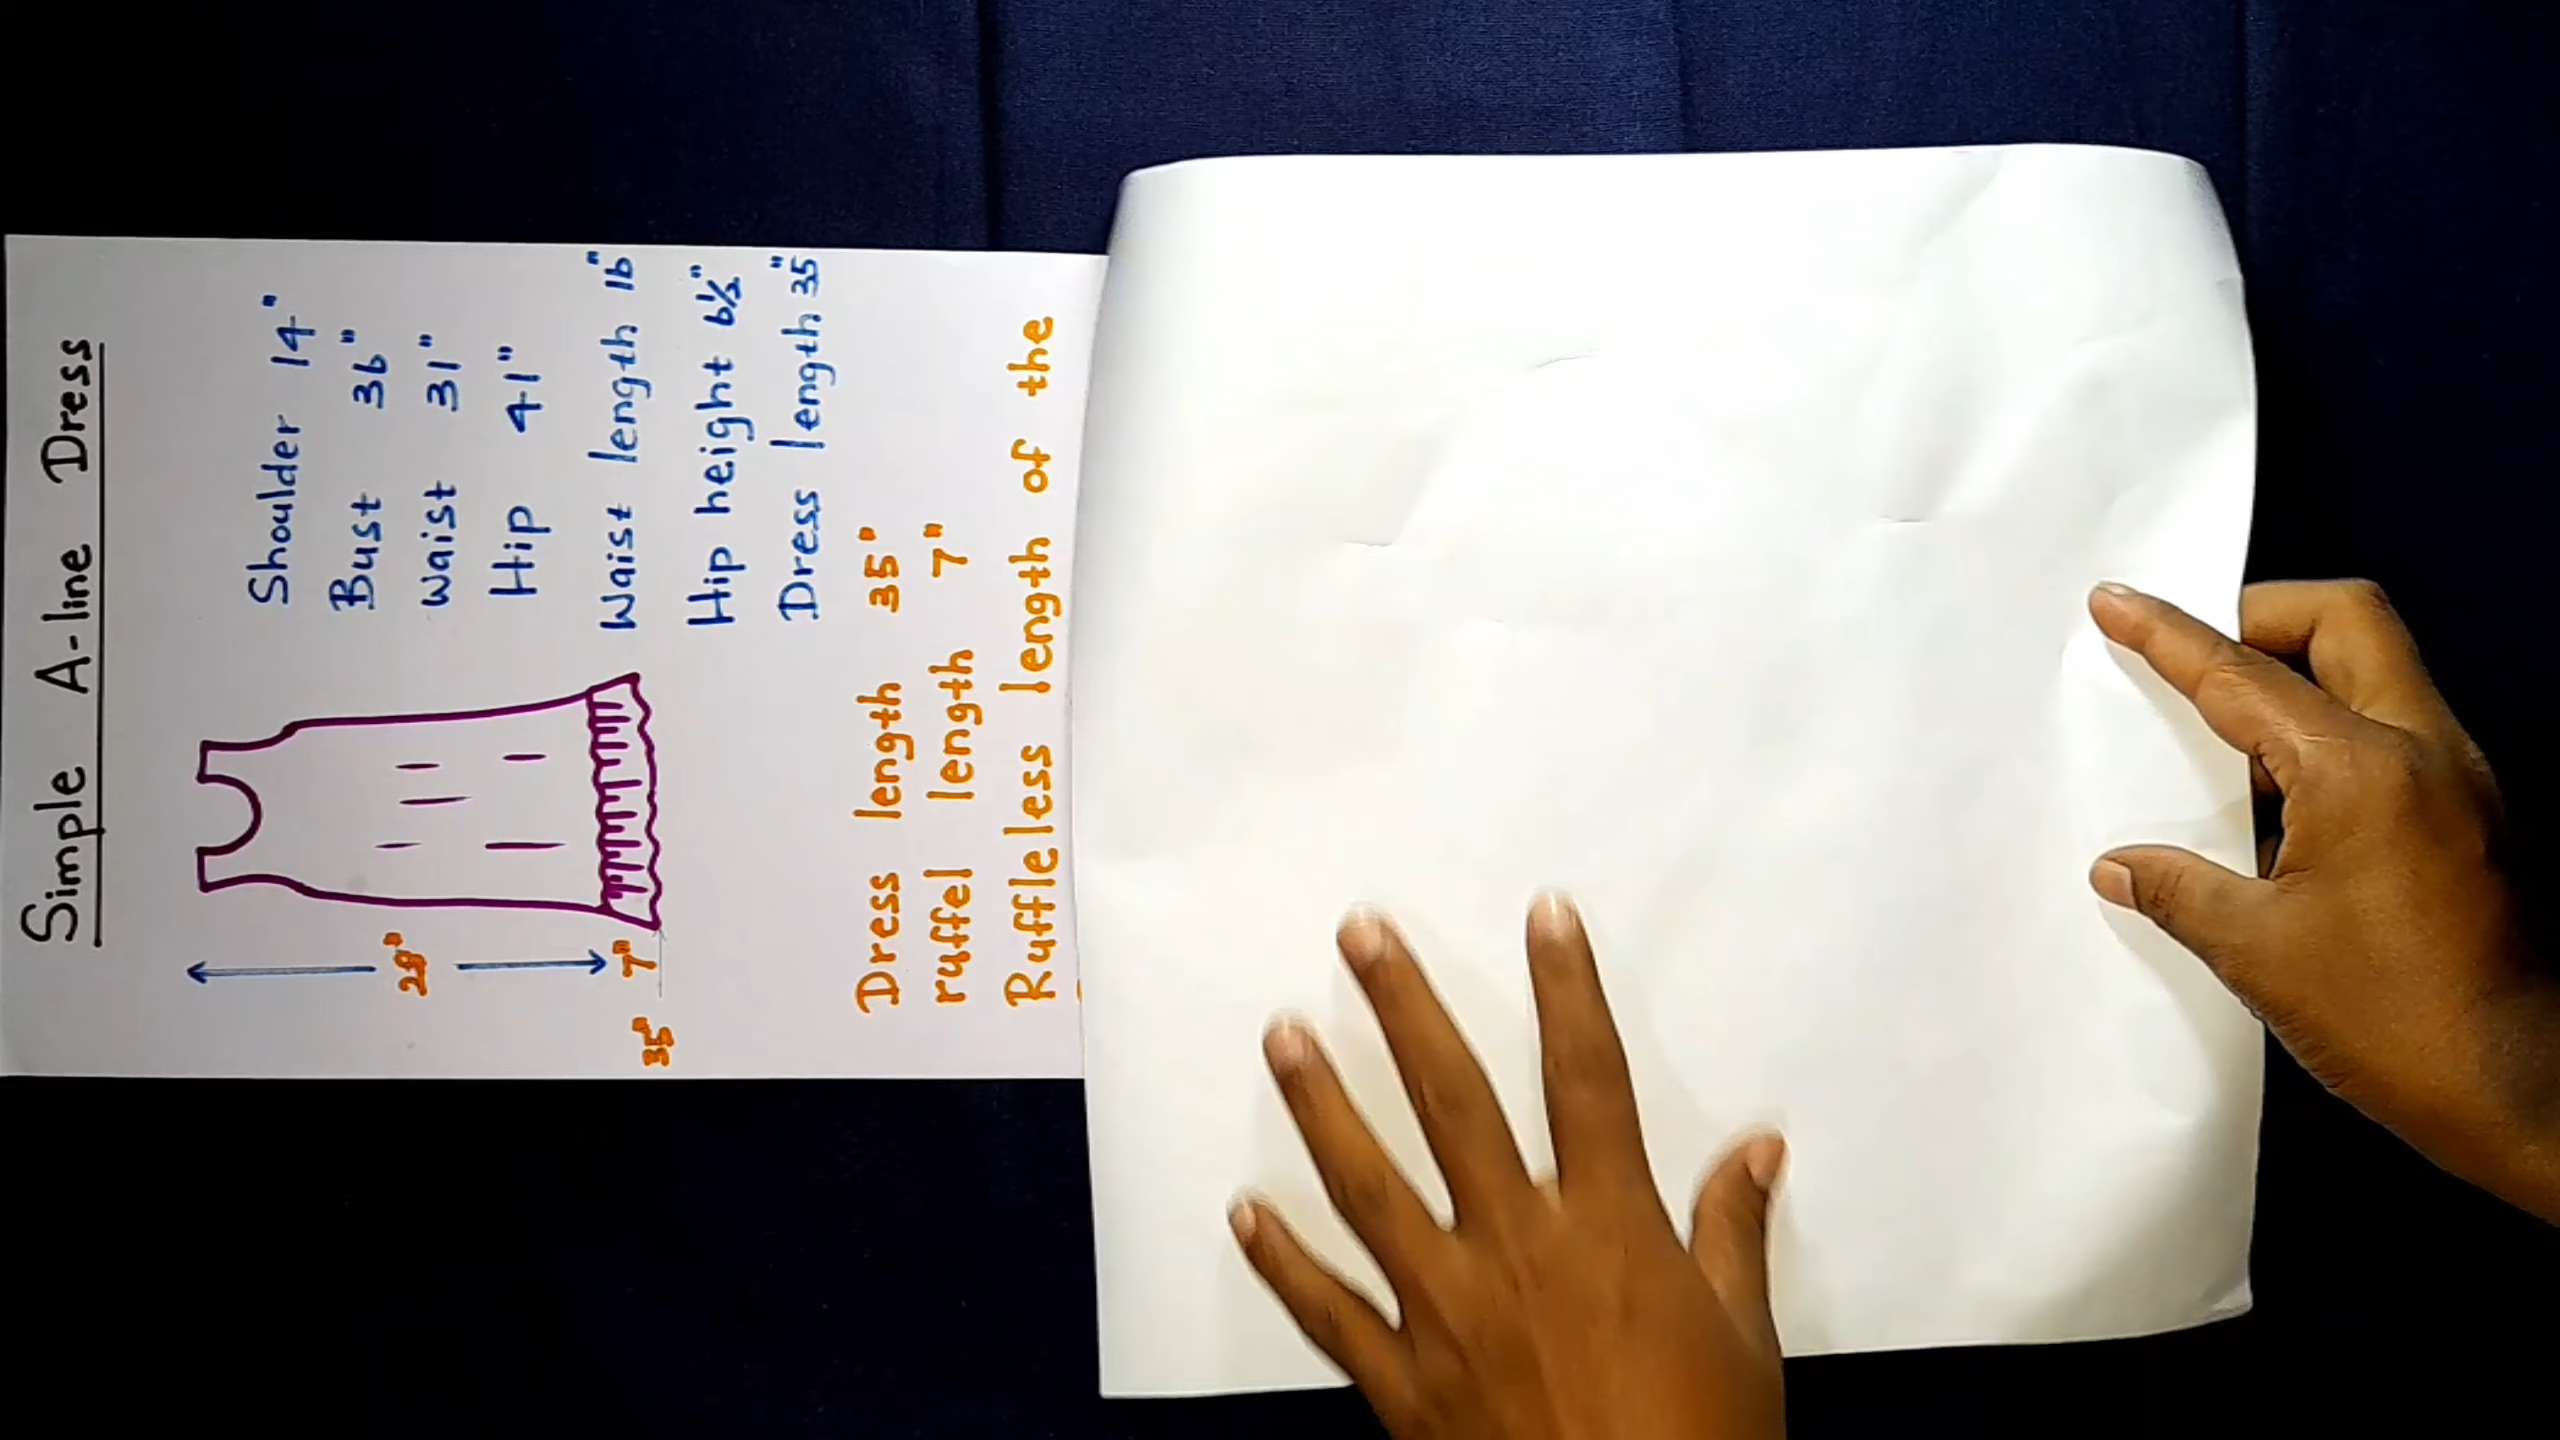 Simple A-line Dress
Shoulder 14"
Bust 36"
Waist 31"
Hip 41"
Waist length 16"
Hip height 6½"
Dress length 35"
28"
7"
35"
Dress length 35"
ruffel length 7"
Ruffleless length of the